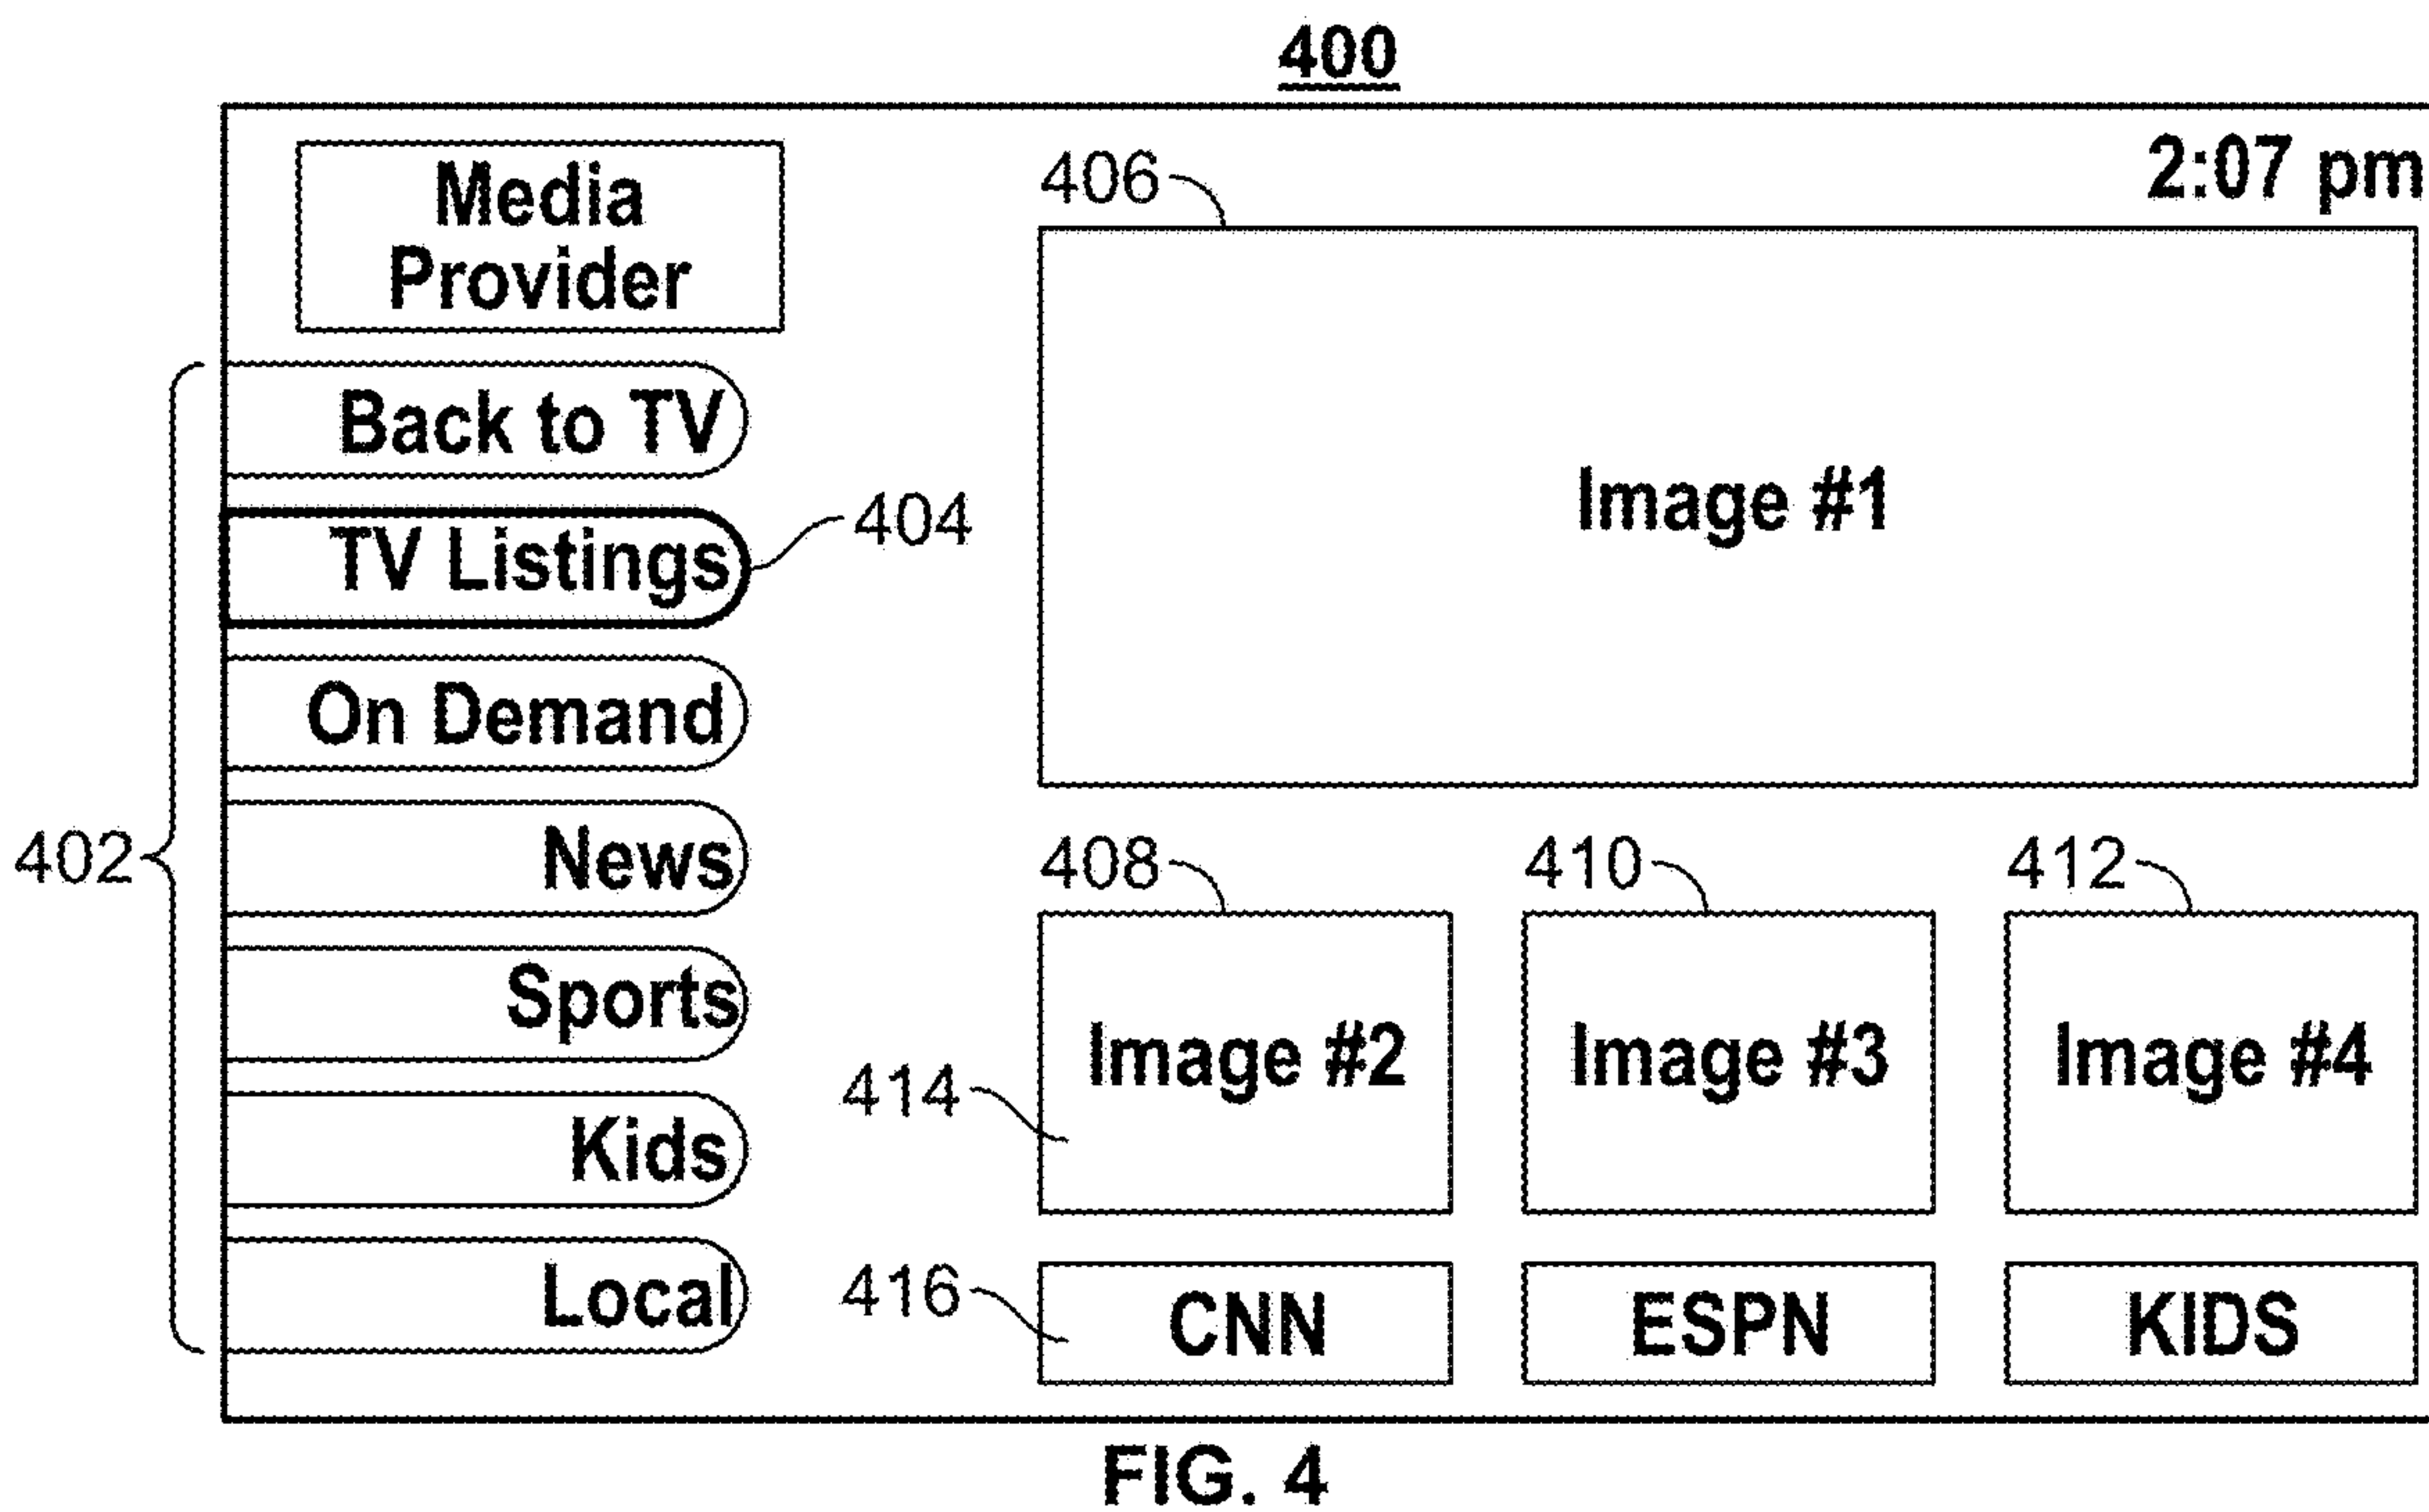 400
2:07 pm
Media
Provider
406
Image #1
Back to TV
TV Listings
404
On Demand
402
News
Sports
Kids
Local
408
410
412
Image #2
Image #3
Image #4
414
416
CNN
ESPN
KIDS
FIG. 4